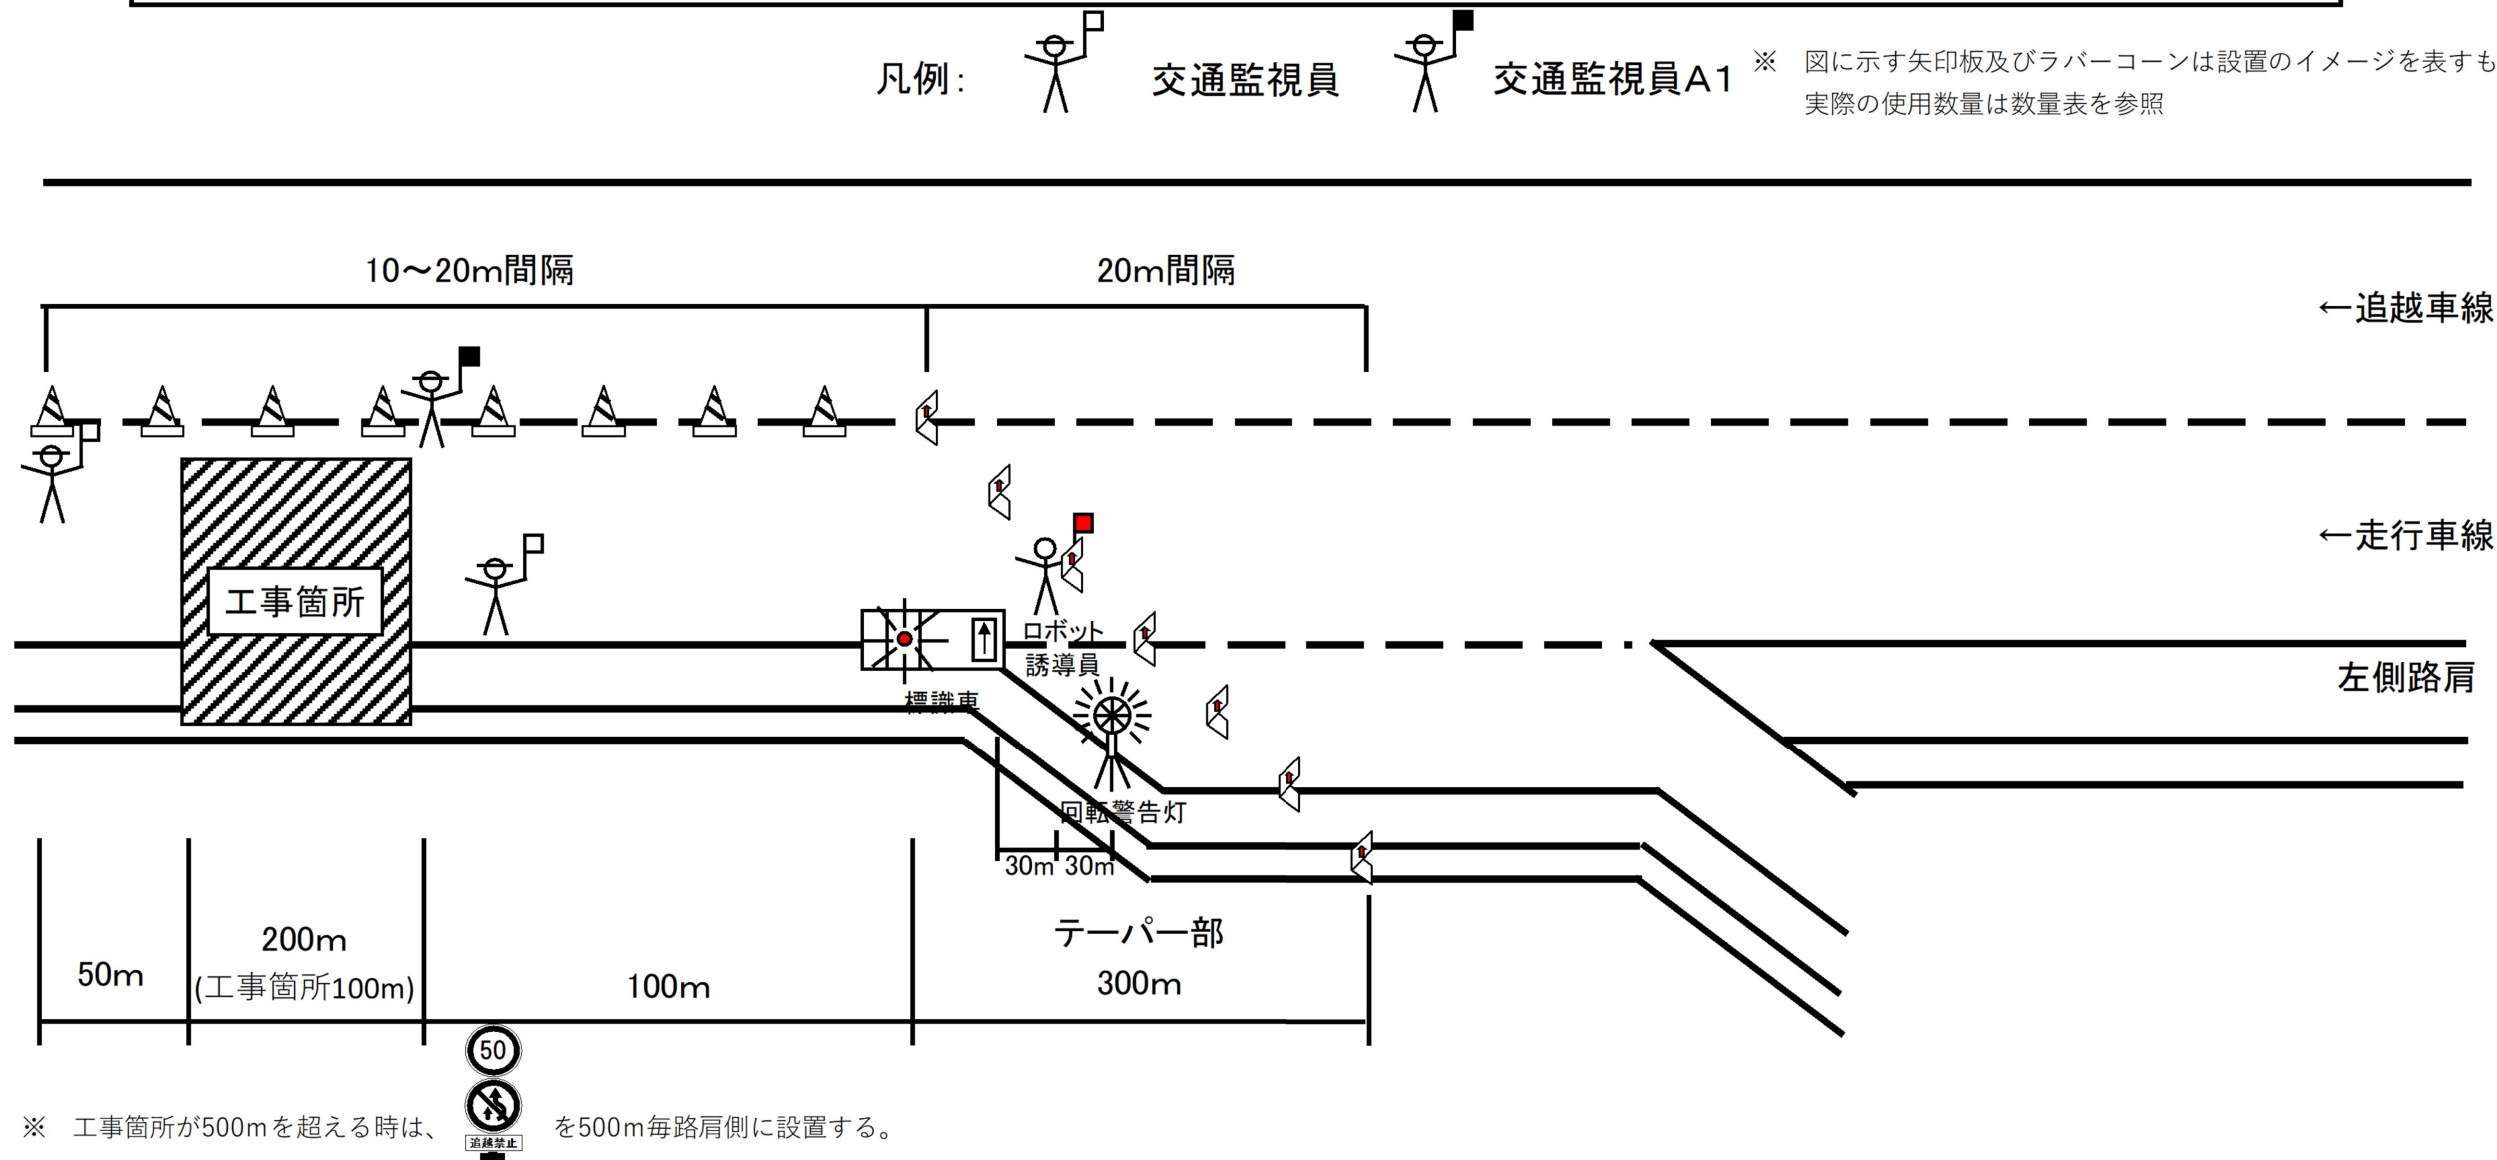 凡例：
交通監視員
交通監視員A1
※　図に示す矢印板及びラバーコーンは設置のイメージを表すも
実際の使用数量は数量表を参照
10～20m間隔
20m間隔
←追越車線
←走行車線
工事箇所
ロボット
誘導員
標識車
左側路肩
回転警告灯
30m
30m
50m
200m
(工事箇所100m)
100m
テーパー部
300m
50
追越禁止
※　工事箇所が500mを超える時は、
を500m毎路肩側に設置する。